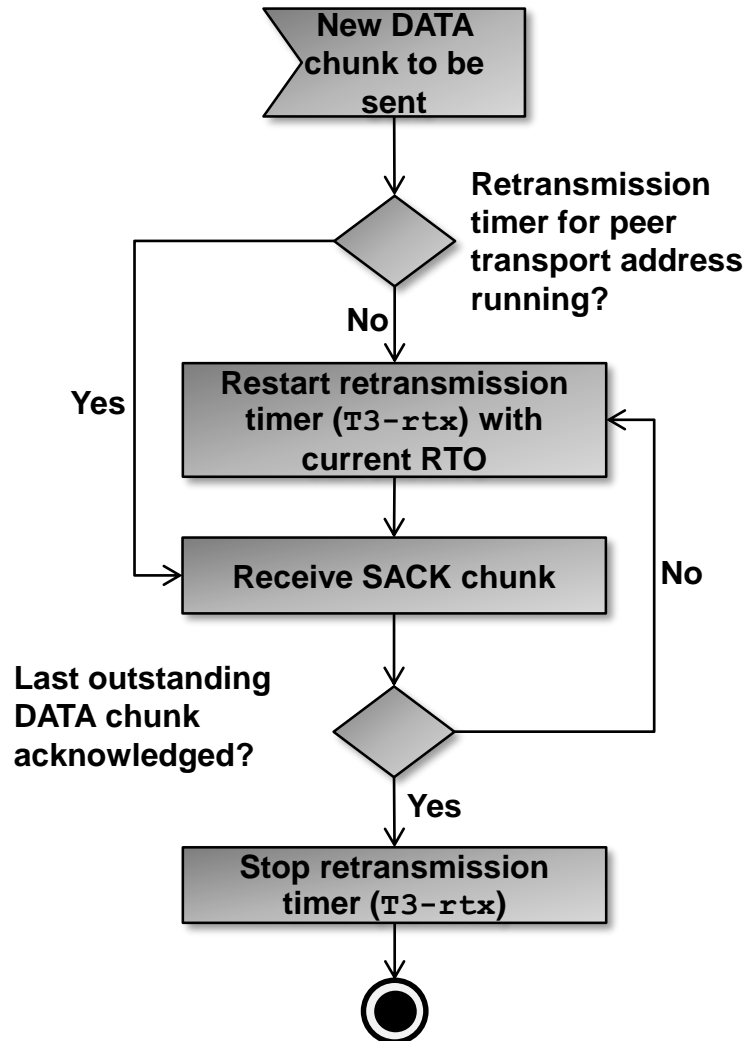 New DATA
chunk to be
sent
Retransmission
timer for peer
transport address
running?
No
Yes
Restart retransmission
timer (T3-rtx) with
current RTO
Receive SACK chunk
No
Last outstanding
DATA chunk
acknowledged?
Yes
Stop retransmission
timer (T3-rtx)